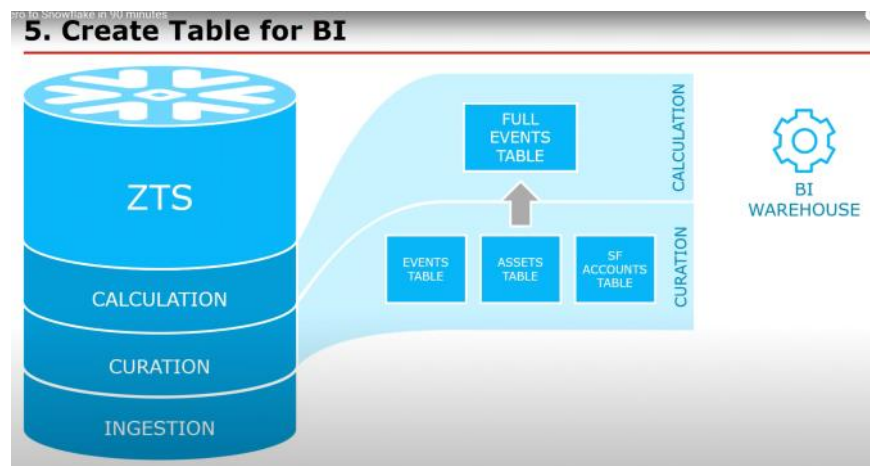 ero to Snowflake in 90 minutes
5. Create Table for BI
ZTS
CALCULATION
CURATION
INGESTION
FULL
EVENTS
TABLE
CALCULATION
EVENTS
TABLE
ASSETS
TABLE
SF
ACCOUNTS
TABLE
CURATION
BI
WAREHOUSE